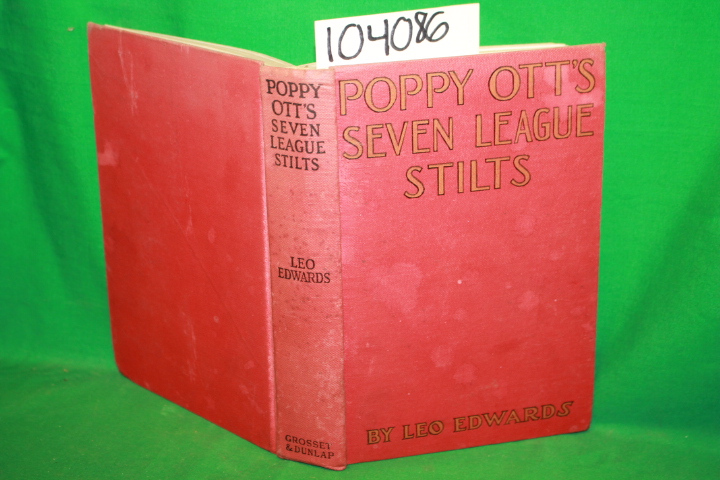 104086
POPPY
OTT'S
SEVEN
LEAGUE
STILTS
LEO
EDWARDS
GROSSET
& DUNLAP
POPPY OTT'S
SEVEN LEAGUE
STILTS
BY LEO EDWARDS